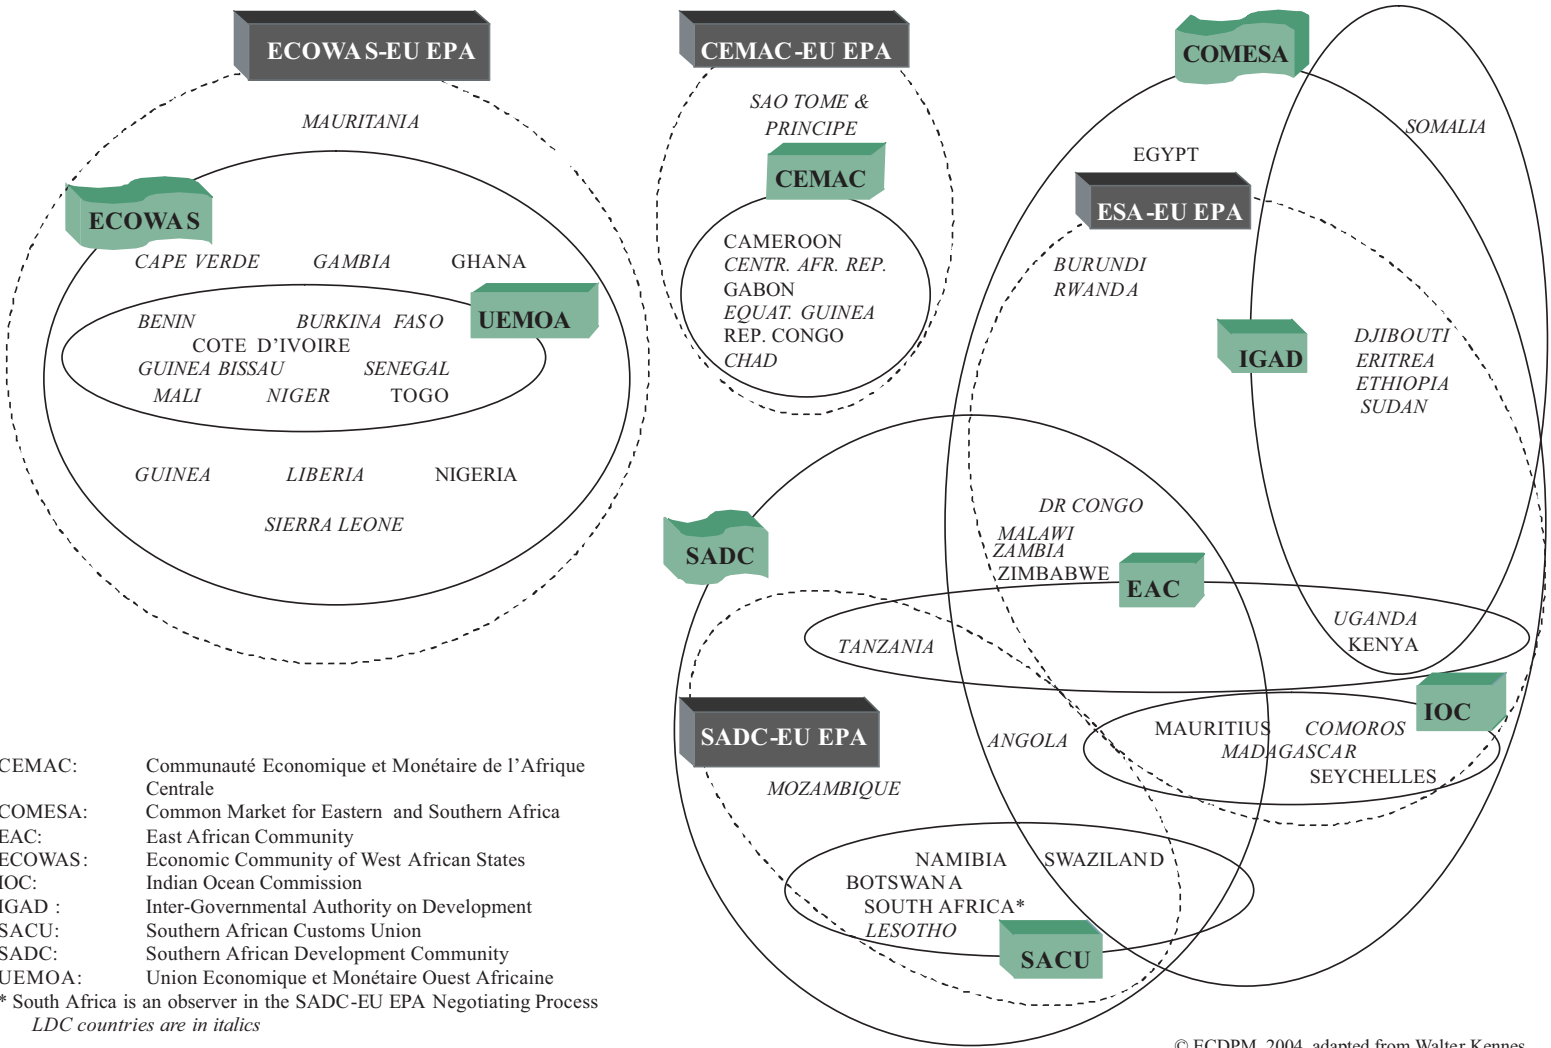 ECOWAS-EU EPA
MAURITANIA
ECOWAS
CAPE VERDE GAMBIA GHANA
UEMOA
BENIN BURKINA FASO
COTE D'IVOIRE
GUINEA BISSAU SENEGAL
MALI NIGER TOGO
GUINEA LIBERIA NIGERIA
SIERRA LEONE
CEMAC-EU EPA
SAO TOME &
PRINCIPE
CEMAC
CAMEROON
CENTR. AFR. REP.
GABON
EQUAT. GUINEA
REP. CONGO
CHAD
COMESA
SOMALIA
EGYPT
ESA-EU EPA
BURUNDI
RWANDA
IGAD
DJIBOUTI
ERITREA
ETHIOPIA
SUDAN
SADC
DR CONGO
MALAWI
ZAMBIA
ZIMBABWE
EAC
UGANDA
KENYA
TANZANIA
SADC-EU EPA
MOZAMBIQUE
ANGOLA
IOC
MAURITIUS COMOROS
MADAGASCAR
SEYCHELLES
NAMIBIA SWAZILAND
BOTSWANA
SOUTH AFRICA*
LESOTHO
SACU
CEMAC: Communauté Economique et Monétaire de l'Afrique
Centrale
COMESA: Common Market for Eastern and Southern Africa
EAC: East African Community
ECOWAS: Economic Community of West African States
IOC: Indian Ocean Commission
IGAD : Inter-Governmental Authority on Development
SACU: Southern African Customs Union
SADC: Southern African Development Community
UEMOA: Union Economique et Monétaire Ouest Africaine
* South Africa is an observer in the SADC-EU EPA Negotiating Process
LDC countries are in italics
© ECDPM, 2004, adapted from Walter Kennes